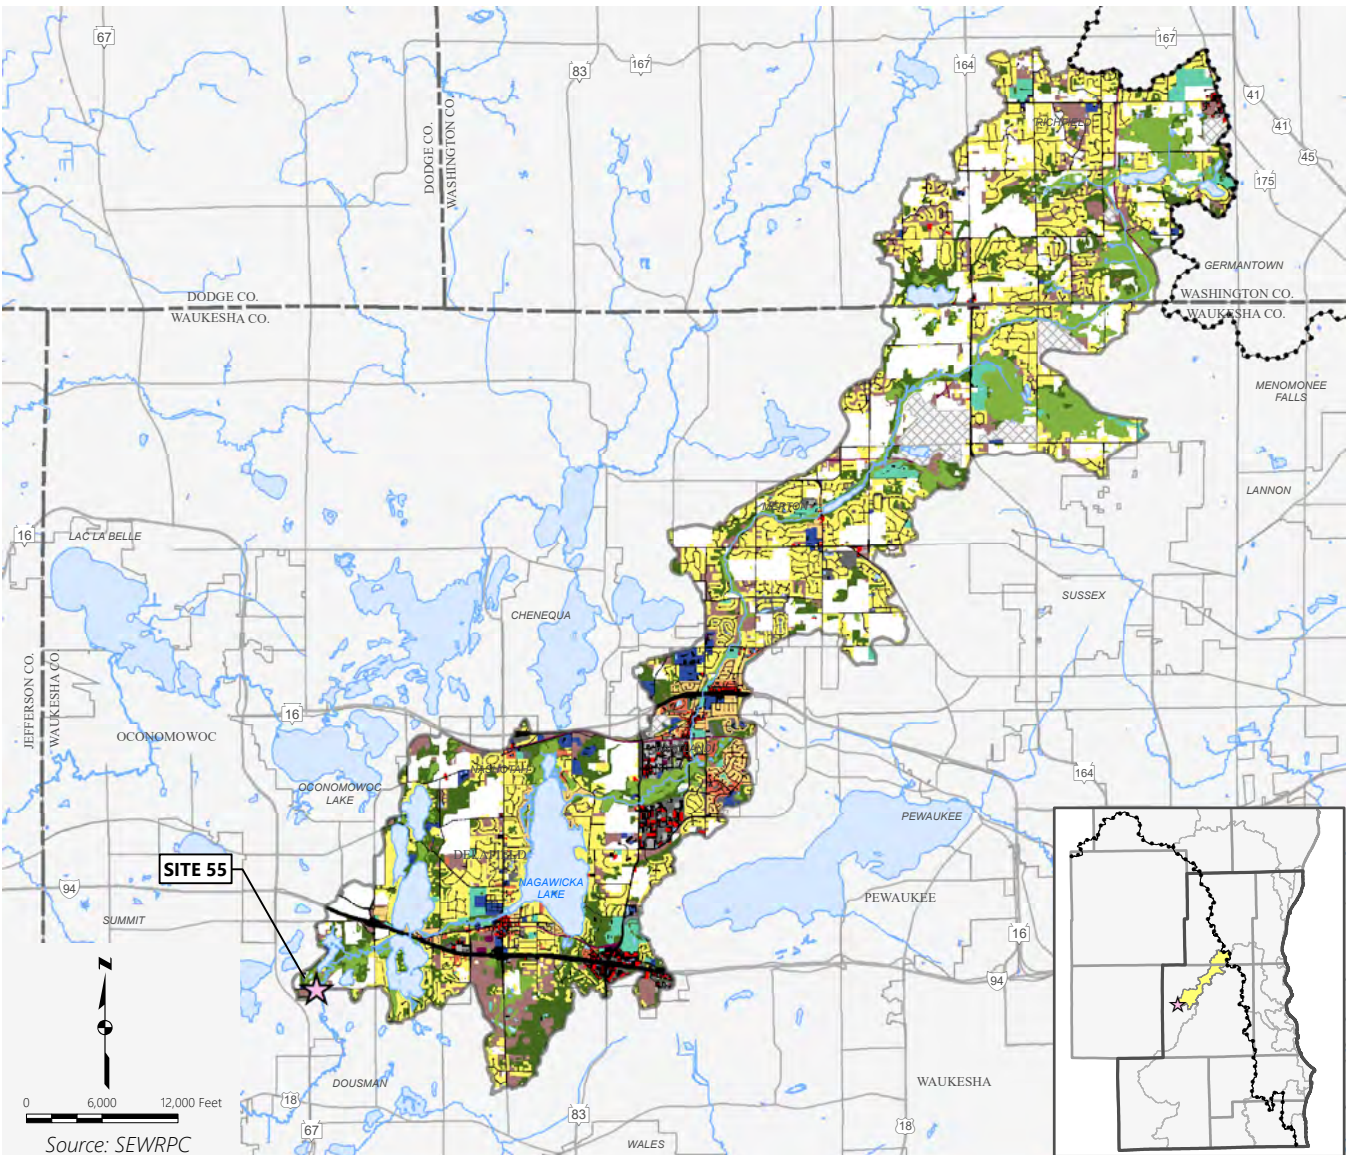 67
83
167
164
167
41
41
45
175
RICHFIELD
DODGE CO.
WASHINGTON CO.
GERMANTOWN
DODGE CO.
WAUKESHA CO.
WASHINGTON CO.
WAUKESHA CO.
MENOMONEE
FALLS
LANNON
MERTON
16
LAC LA BELLE
CHENEQUA
SUSSEX
JEFFERSON CO.
WAUKESHA CO.
16
OCONOMOWOC
NASHOTAH
OCONOMOWOC
LAKE
164
PEWAUKEE
DELAFIELD
SITE 55
NAGAWICKA
LAKE
94
PEWAUKEE
SUMMIT
16
94
N
DOUSMAN
WAUKESHA
0 6,000 12,000 Feet
18
67
83
18
WALES
Source: SEWRPC